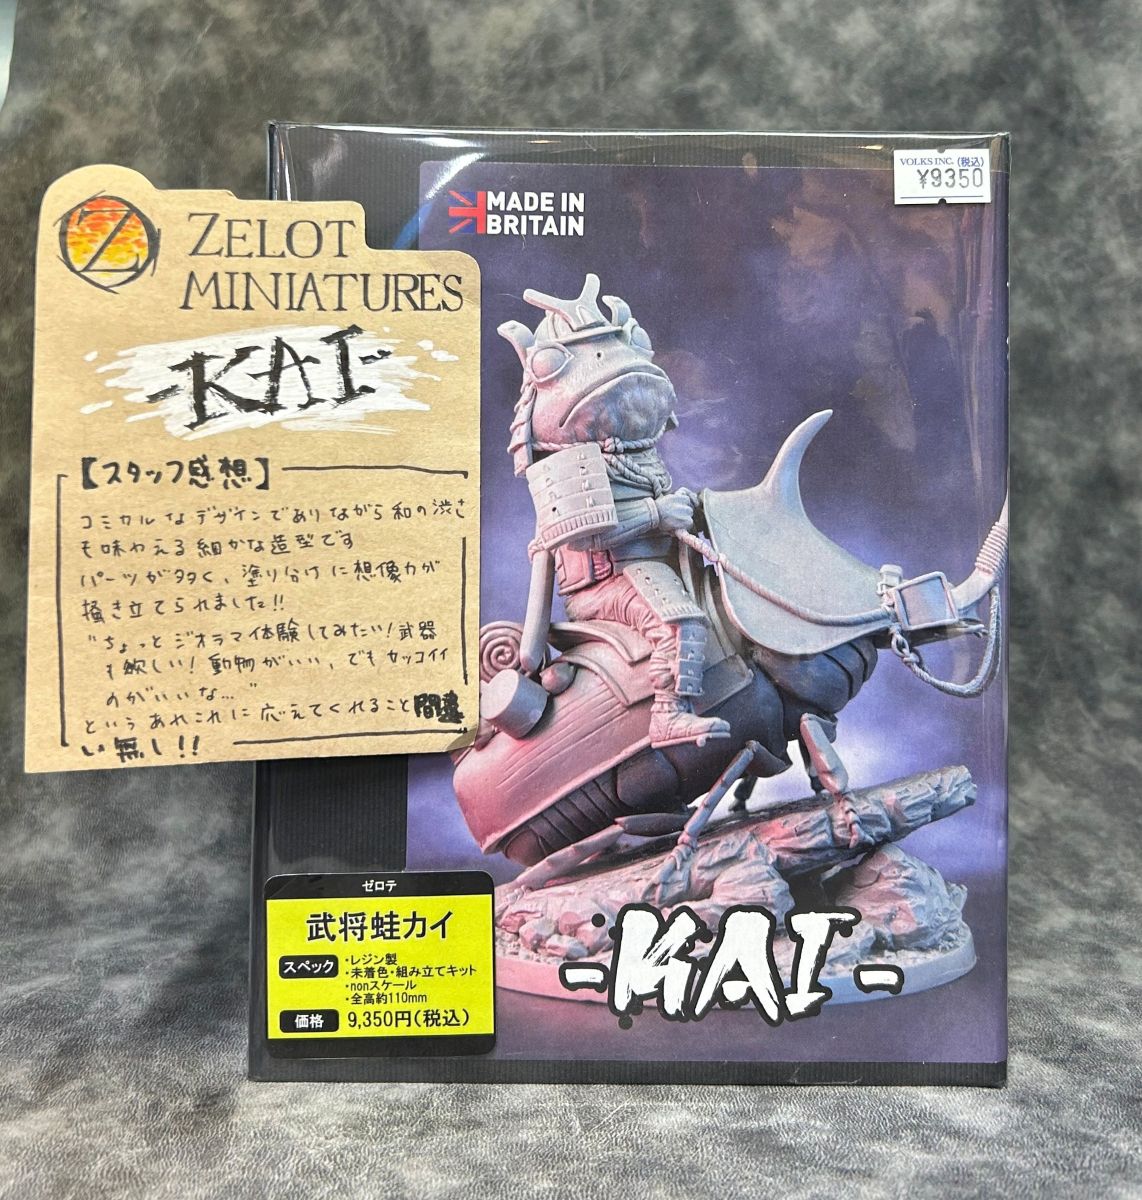 ZELOT
MINIATURES
-KAI-
【スタッフ感想】
コミカルなデザインでありながら和の渋さ
も味わえる細かな造型です
パーツが多く、塗り分けに想像力が
掻き立てられました!!
"ちょっとジオラマ体験してみたい!武器
も欲しい!動物がいい、でもカッコイイ
のがいいな…"
というあれこれに応えてくれること間違
い無し!!
MADE IN
BRITAIN
VOLKS INC. (税込)
¥9350
-KAI-
ゼロテ
武将蛙カイ
スペック
・レジン製
・未着色・組み立てキット
・nonスケール
・全高約110mm
価格 9,350円(税込)